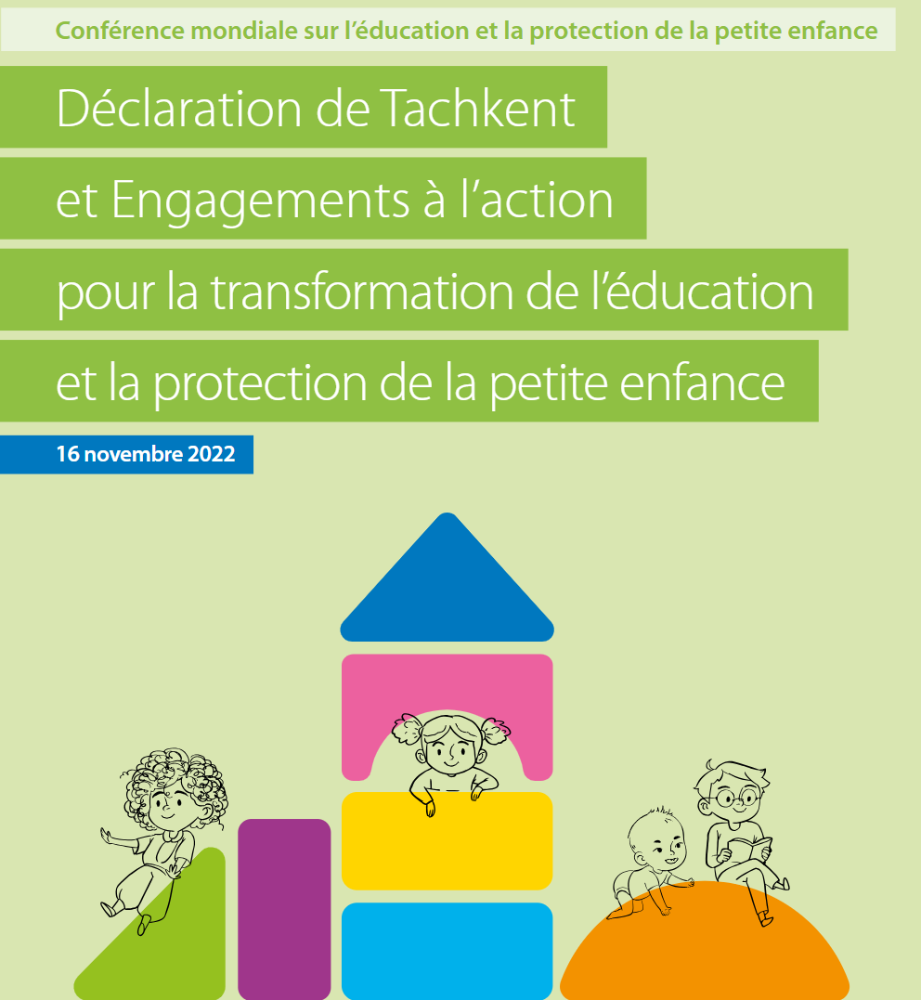 Conférence mondiale sur l’éducation et la protection de la petite enfance
Déclaration de Tachkent
et Engagements à l’action
pour la transformation de l’éducation
et la protection de la petite enfance
16 novembre 2022